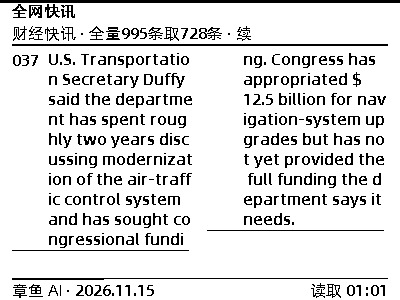 全网快讯
财经快讯 · 全量995条取728条 · 续
037 U.S. Transportatio
n Secretary Duffy
said the departme
nt has spent roug
hly two years disc
ussing modernizat
ion of the air-traff
ic control system
and has sought co
ngressional fundi
ng. Congress has
appropriated $
12.5 billion for nav
igation-system up
grades but has no
t yet provided the
full funding the d
epartment says it
needs.
章鱼 AI · 2026.11.15
读取 01:01